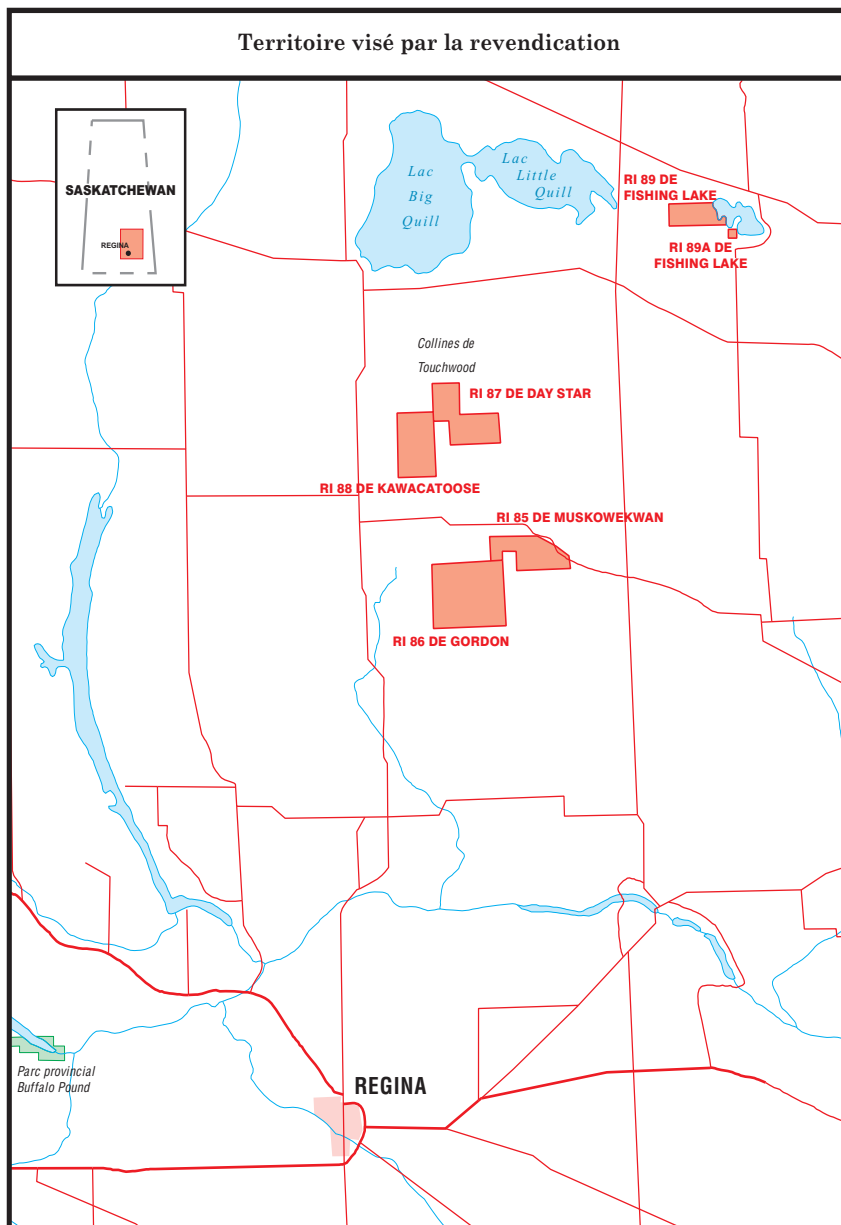 Territoire visé par la revendication
SASKATCHEWAN
REGINA
Lac
Big
Quill
Lac
Little
Quill
RI 89 DE
FISHING LAKE
RI 89A DE
FISHING LAKE
Collines de
Touchwood
RI 87 DE DAY STAR
RI 88 DE KAWACATOOSE
RI 85 DE MUSKOWEKWAN
RI 86 DE GORDON
Parc provincial
Buffalo Pound
REGINA